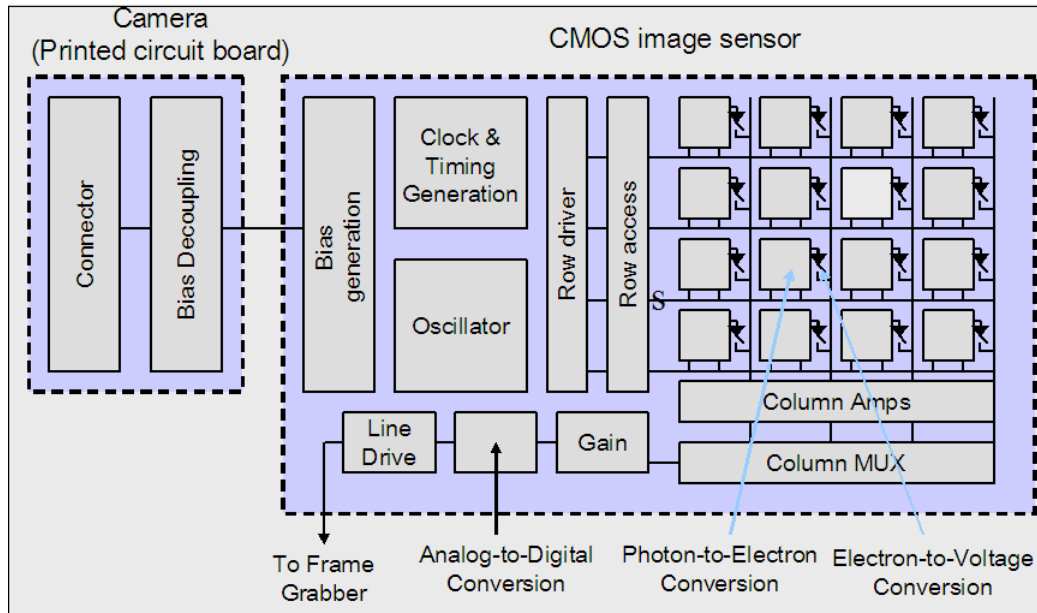 Camera
(Printed circuit board)
CMOS image sensor
Connector
Bias Decoupling
Bias
generation
Clock &
Timing
Generation
Oscillator
Row driver
Row access
S
Column Amps
Column MUX
Line
Drive
Gain
To Frame
Grabber
Analog-to-Digital
Conversion
Photon-to-Electron
Conversion
Electron-to-Voltage
Conversion